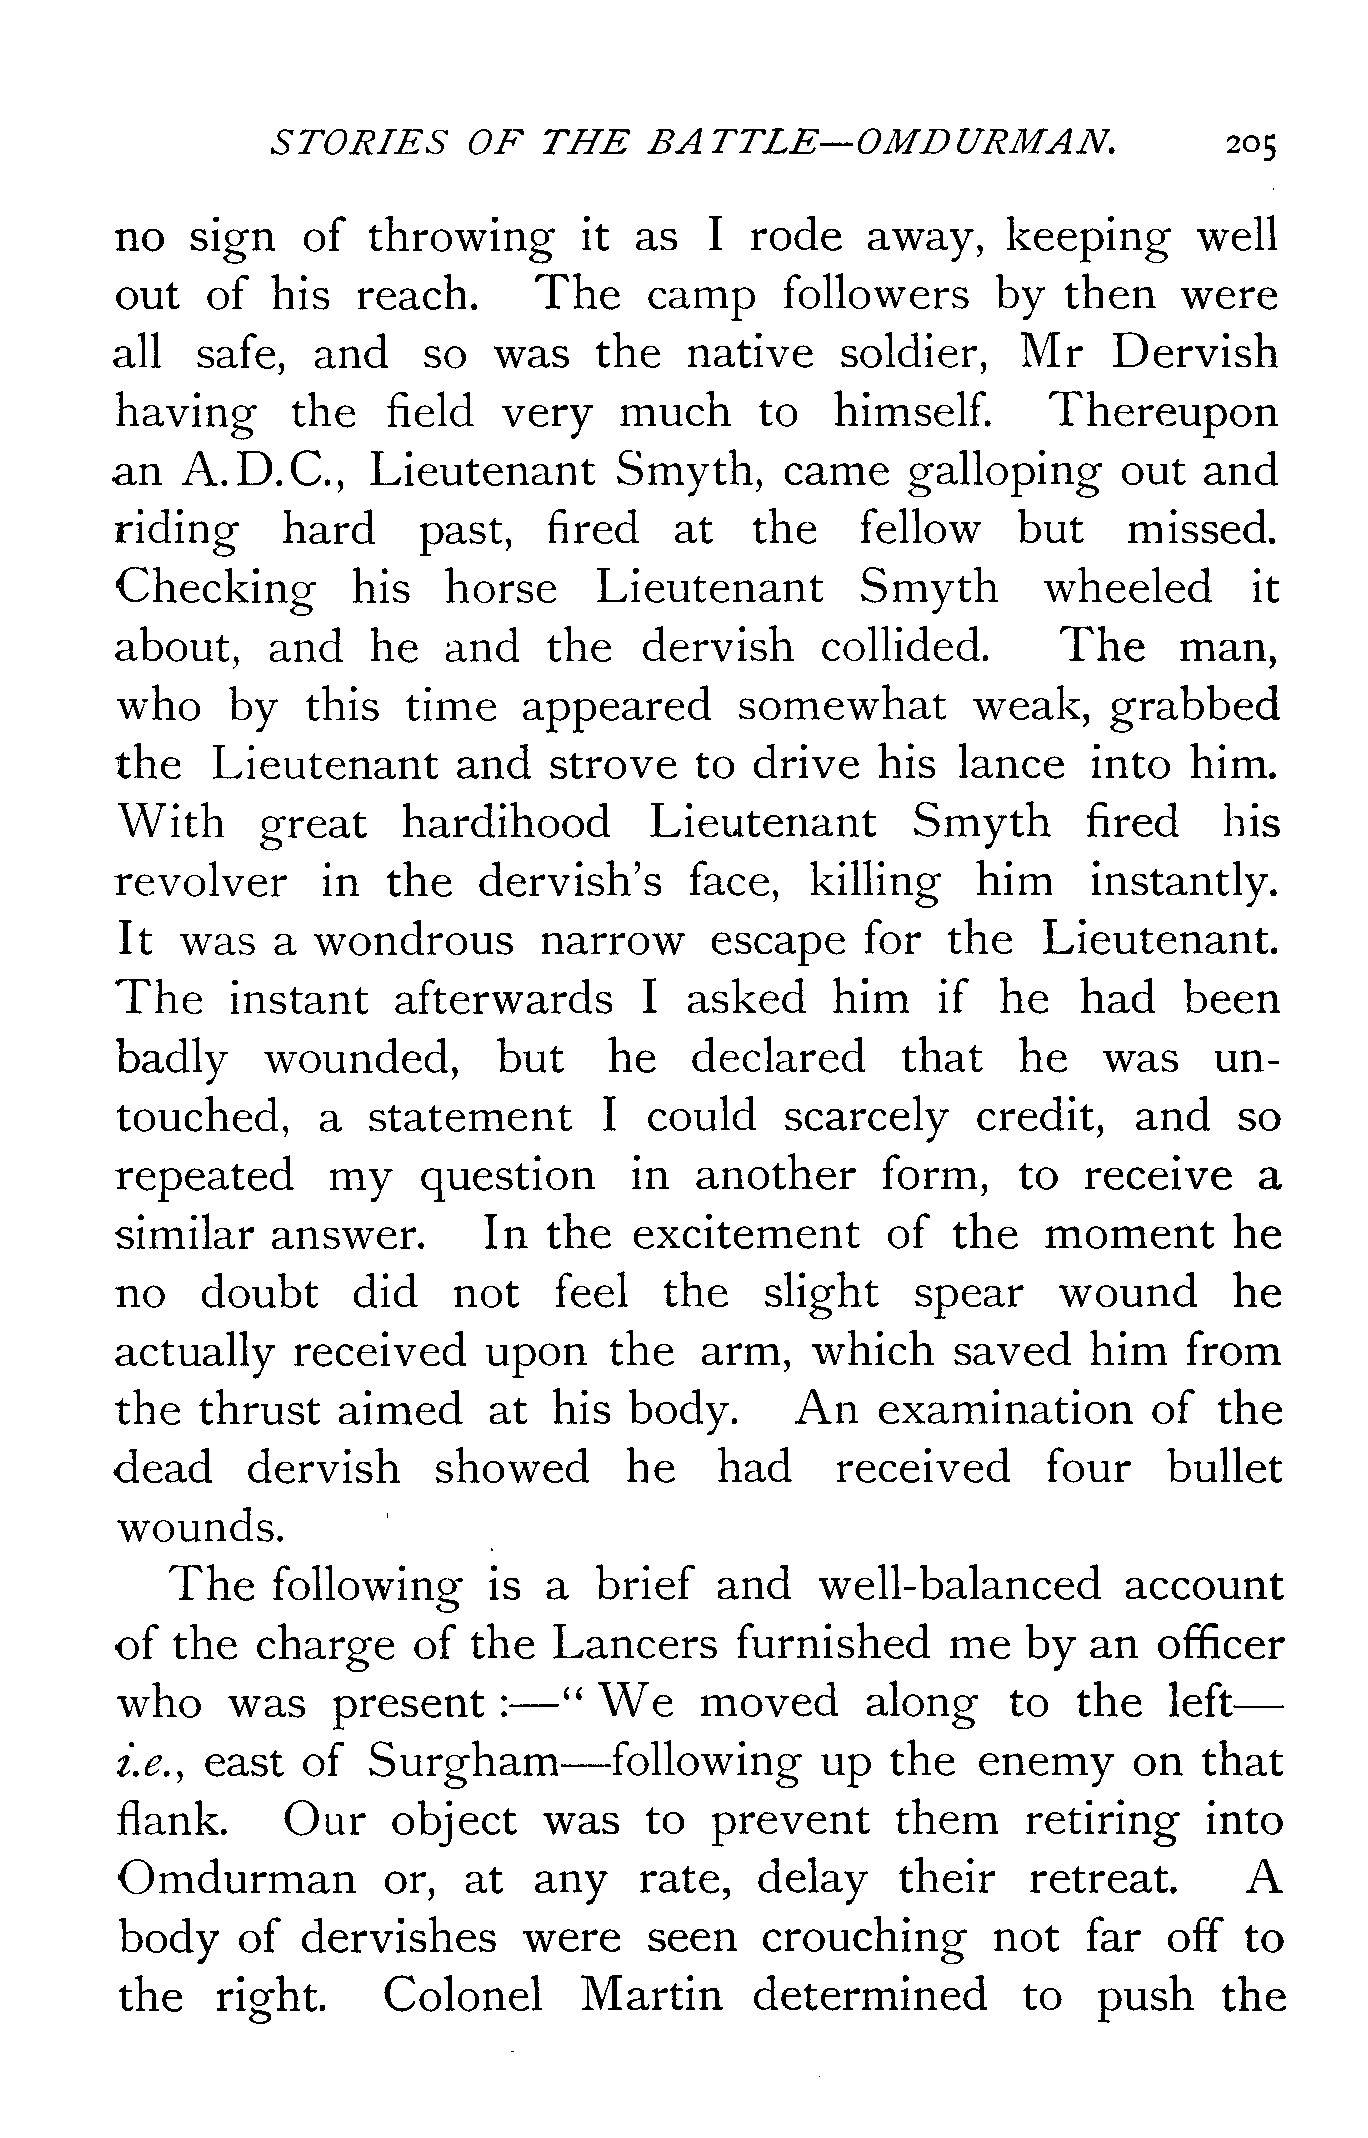 STORIES OF THE BATTLE—OMDURMAN. 205
no sign of throwing it as I rode away, keeping well
out of his reach. The camp followers by then were
all safe, and so was the native soldier, Mr Dervish
having the field very much to himself. Thereupon
an A.D.C., Lieutenant Smyth, came galloping out and
riding hard past, fired at the fellow but missed.
Checking his horse Lieutenant Smyth wheeled it
about, and he and the dervish collided. The man,
who by this time appeared somewhat weak, grabbed
the Lieutenant and strove to drive his lance into him.
With great hardihood Lieutenant Smyth fired his
revolver in the dervish's face, killing him instantly.
It was a wondrous narrow escape for the Lieutenant.
The instant afterwards I asked him if he had been
badly wounded, but he declared that he was un-
touched, a statement I could scarcely credit, and so
repeated my question in another form, to receive a
similar answer. In the excitement of the moment he
no doubt did not feel the slight spear wound he
actually received upon the arm, which saved him from
the thrust aimed at his body. An examination of the
dead dervish showed he had received four bullet
wounds.
The following is a brief and well-balanced account
of the charge of the Lancers furnished me by an officer
who was present :—“ We moved along to the left—
i.e., east of Surgham—following up the enemy on that
flank. Our object was to prevent them retiring into
Omdurman or, at any rate, delay their retreat. A
body of dervishes were seen crouching not far off to
the right. Colonel Martin determined to push the